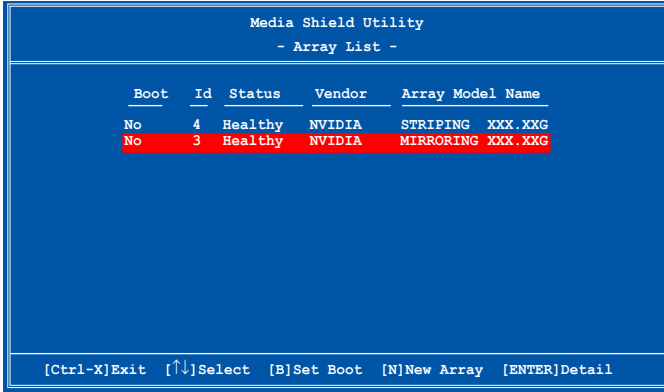 Media Shield Utility
- Array List -
Boot Id Status Vendor Array Model Name
No 4 Healthy NVIDIA STRIPING XXX.XXG
No 3 Healthy NVIDIA MIRRORING XXX.XXG
[Ctrl-X]Exit [↑↓]Select [B]Set Boot [N]New Array [ENTER]Detail